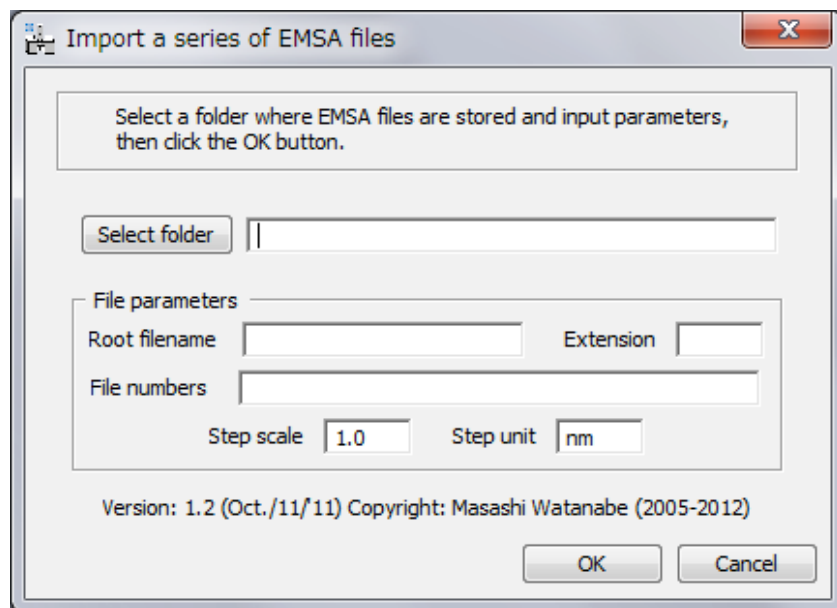 Import a series of EMSA files
Select a folder where EMSA files are stored and input parameters,
then click the OK button.
Select folder
File parameters
Root filename
Extension
File numbers
Step scale 1.0 Step unit nm
Version: 1.2 (Oct./11/'11) Copyright: Masashi Watanabe (2005-2012)
OK Cancel